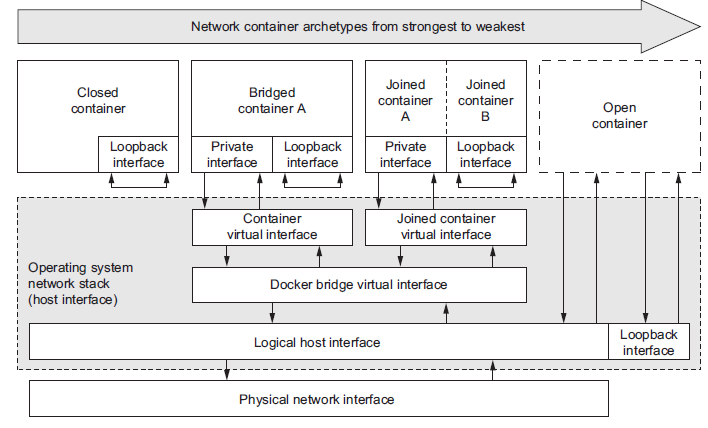 Network container archetypes from strongest to weakest
Closed
container
Loopback
interface
Bridged
container A
Private
interface
Loopback
interface
Joined
container
A
Joined
container
B
Private
interface
Loopback
interface
Open
container
Container
virtual interface
Joined container
virtual interface
Operating system
network stack
(host interface)
Docker bridge virtual interface
Logical host interface
Loopback
interface
Physical network interface